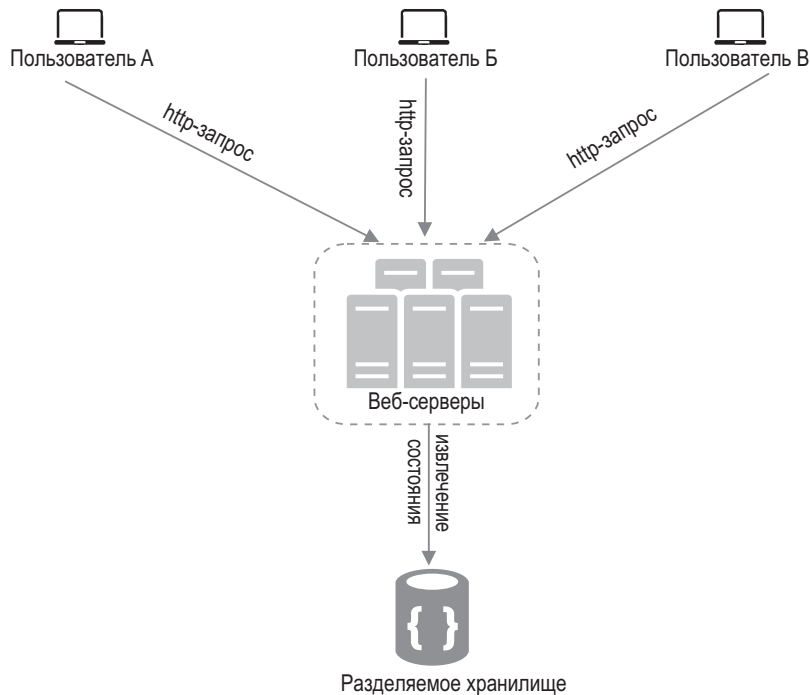 Пользователь А
Пользователь Б
Пользователь В
http-запрос
http-запрос
http-запрос
Веб-серверы
извлечение
состояния
{ }
Разделяемое хранилище